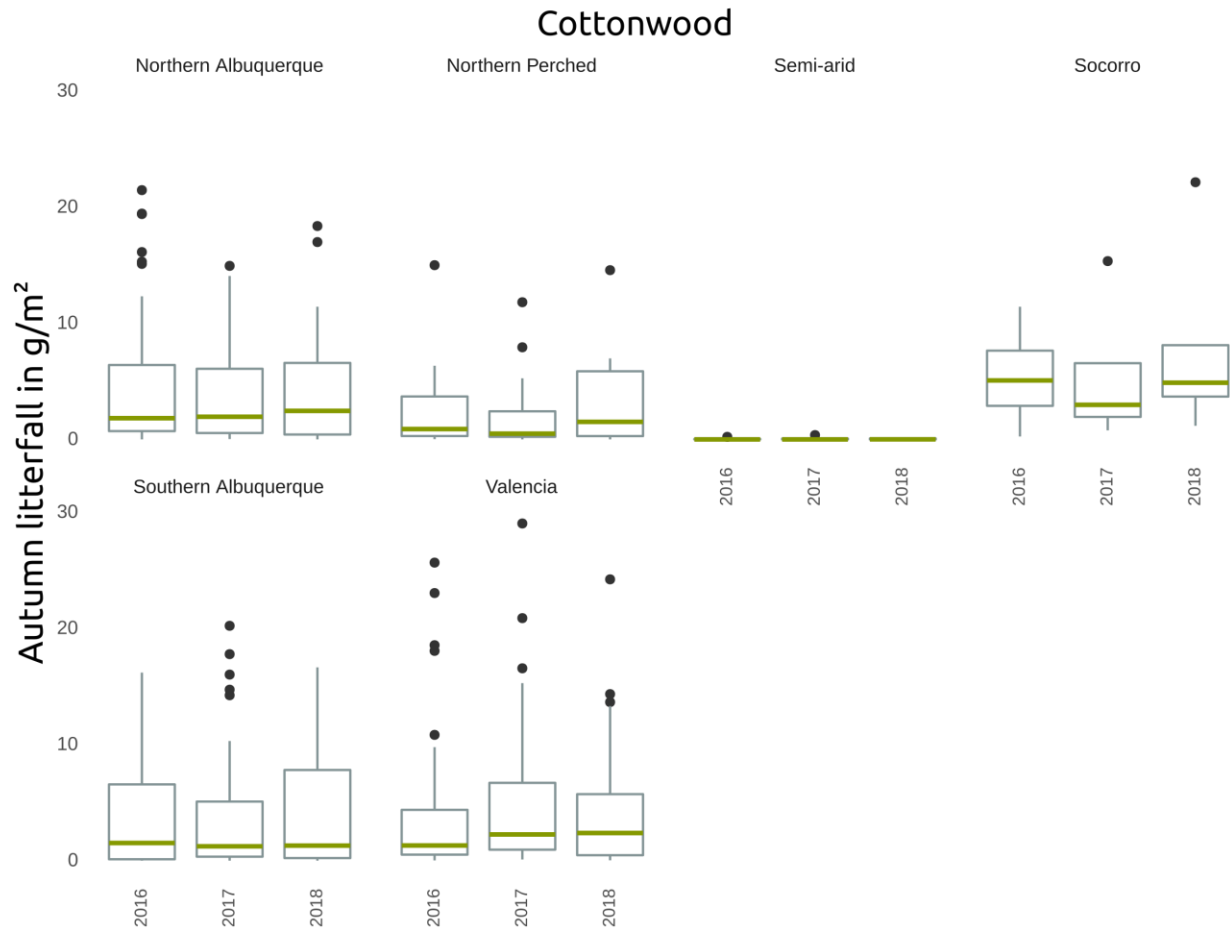 Cottonwood
Northern Albuquerque
Northern Perched
Semi-arid
Socorro
30
20
10
0
2016
2017
2018
2016
2017
2018
Southern Albuquerque
Valencia
30
20
10
0
2016
2017
2018
2016
2017
2018
Autumn litterfall in g/m²